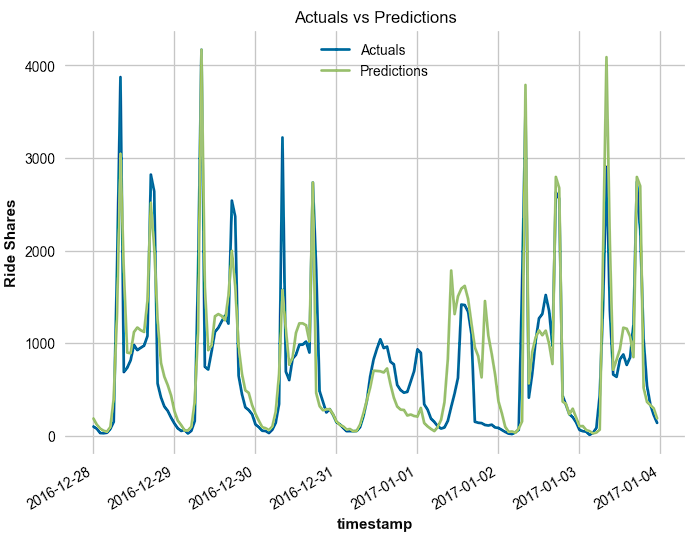 Actuals vs Predictions
Actuals
Predictions
4000
3000
2000
1000
0
Ride Shares
2016-12-28
2016-12-29
2016-12-30
2016-12-31
2017-01-01
2017-01-02
2017-01-03
2017-01-04
timestamp